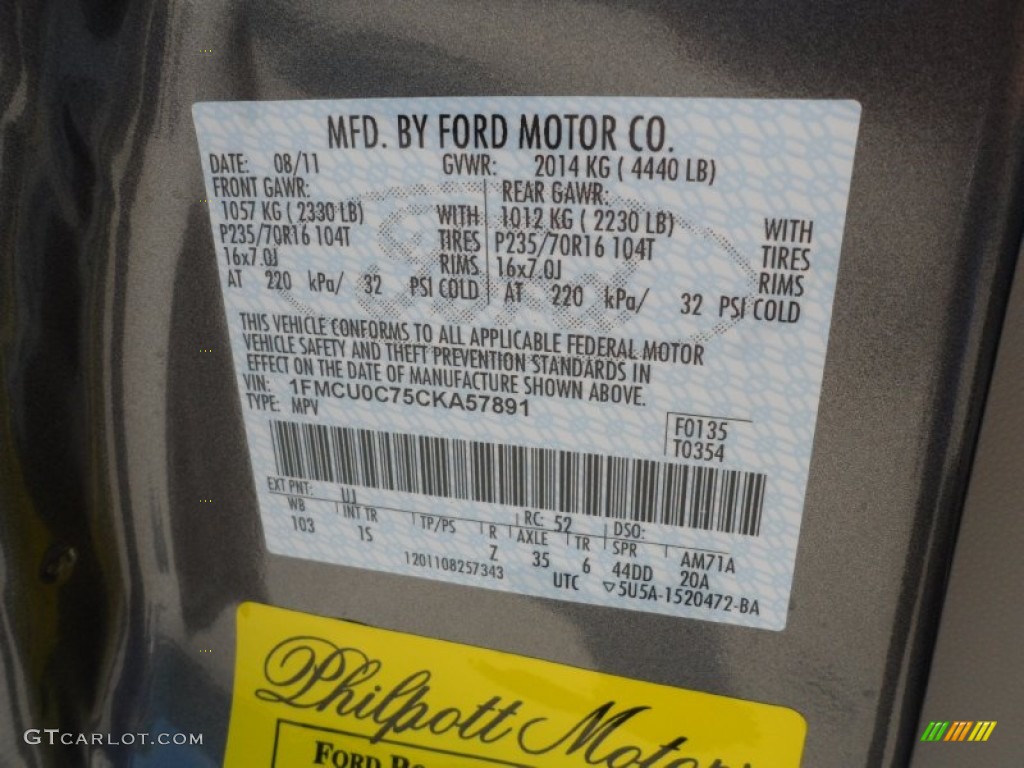 MFD. BY FORD MOTOR CO.
DATE: 08/11 GVWR: 2014 KG ( 4440 LB)
FRONT GAWR: REAR GAWR:
1057 KG ( 2330 LB) WITH 1012 KG ( 2230 LB) WITH
P235/70R16 104T TIRES P235/70R16 104T TIRES
16x7.0J RIMS 16x7.0J RIMS
AT 220 kPa/ 32 PSI COLD AT 220 kPa/ 32 PSI COLD
THIS VEHICLE CONFORMS TO ALL APPLICABLE FEDERAL MOTOR
VEHICLE SAFETY AND THEFT PREVENTION STANDARDS IN
EFFECT ON THE DATE OF MANUFACTURE SHOWN ABOVE.
VIN: 1FMCU0C75CKA57891
TYPE: MPV
F0135
T0354
EXT PNT: UJ RC: 52 DSO:
WB INT TR TP/PS R AXLE TR SPR AM71A
103 IS Z 35 6 44DD 20A
1201108257343 UTC ▽5U5A-1520472-BA
Philpott Motors
FORD
GTCARLOT.COM